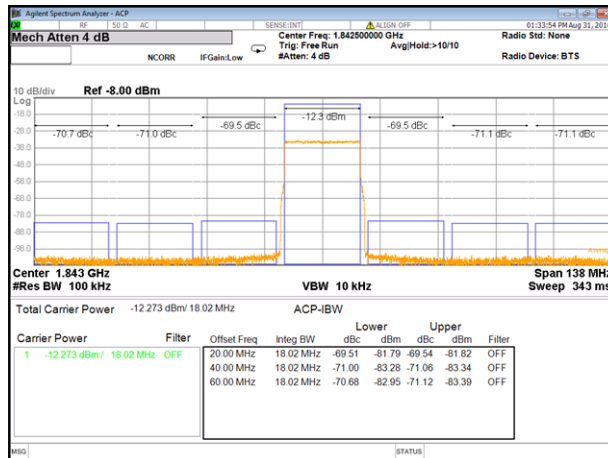 Agilent Spectrum Analyzer - ACP
RF 50 Ω AC SENSE:INT ALIGN OFF 01:33:54 PM Aug 31, 201
Mech Atten 4 dB
Center Freq: 1.842500000 GHz
Radio Std: None
Trig: Free Run
Avg|Hold:>10/10
NCORR
IFGain:Low
#Atten: 4 dB
Radio Device: BTS
10 dB/div Ref -8.00 dBm
Log
-18.0
-28.0
-38.0
-48.0
-58.0
-68.0
-78.0
-88.0
-98.0
-70.7 dBc
-71.0 dBc
-69.5 dBc
-12.3 dBm
-69.5 dBc
-71.1 dBc
-71.1 dBc
Center 1.843 GHz
Span 138 MHz
#Res BW 100 kHz
VBW 10 kHz
Sweep 343 ms
Total Carrier Power -12.273 dBm/ 18.02 MHz
ACP-IBW
Lower Upper
Carrier Power Filter
Offset Freq Integ BW dBc dBm dBc dBm Filter
1 -12.273 dBm / 18.02 MHz OFF
20.00 MHz 18.02 MHz -69.51 -81.79 -69.54 -81.82 OFF
40.00 MHz 18.02 MHz -71.00 -83.28 -71.06 -83.34 OFF
60.00 MHz 18.02 MHz -70.68 -82.95 -71.12 -83.39 OFF
MSG
STATUS